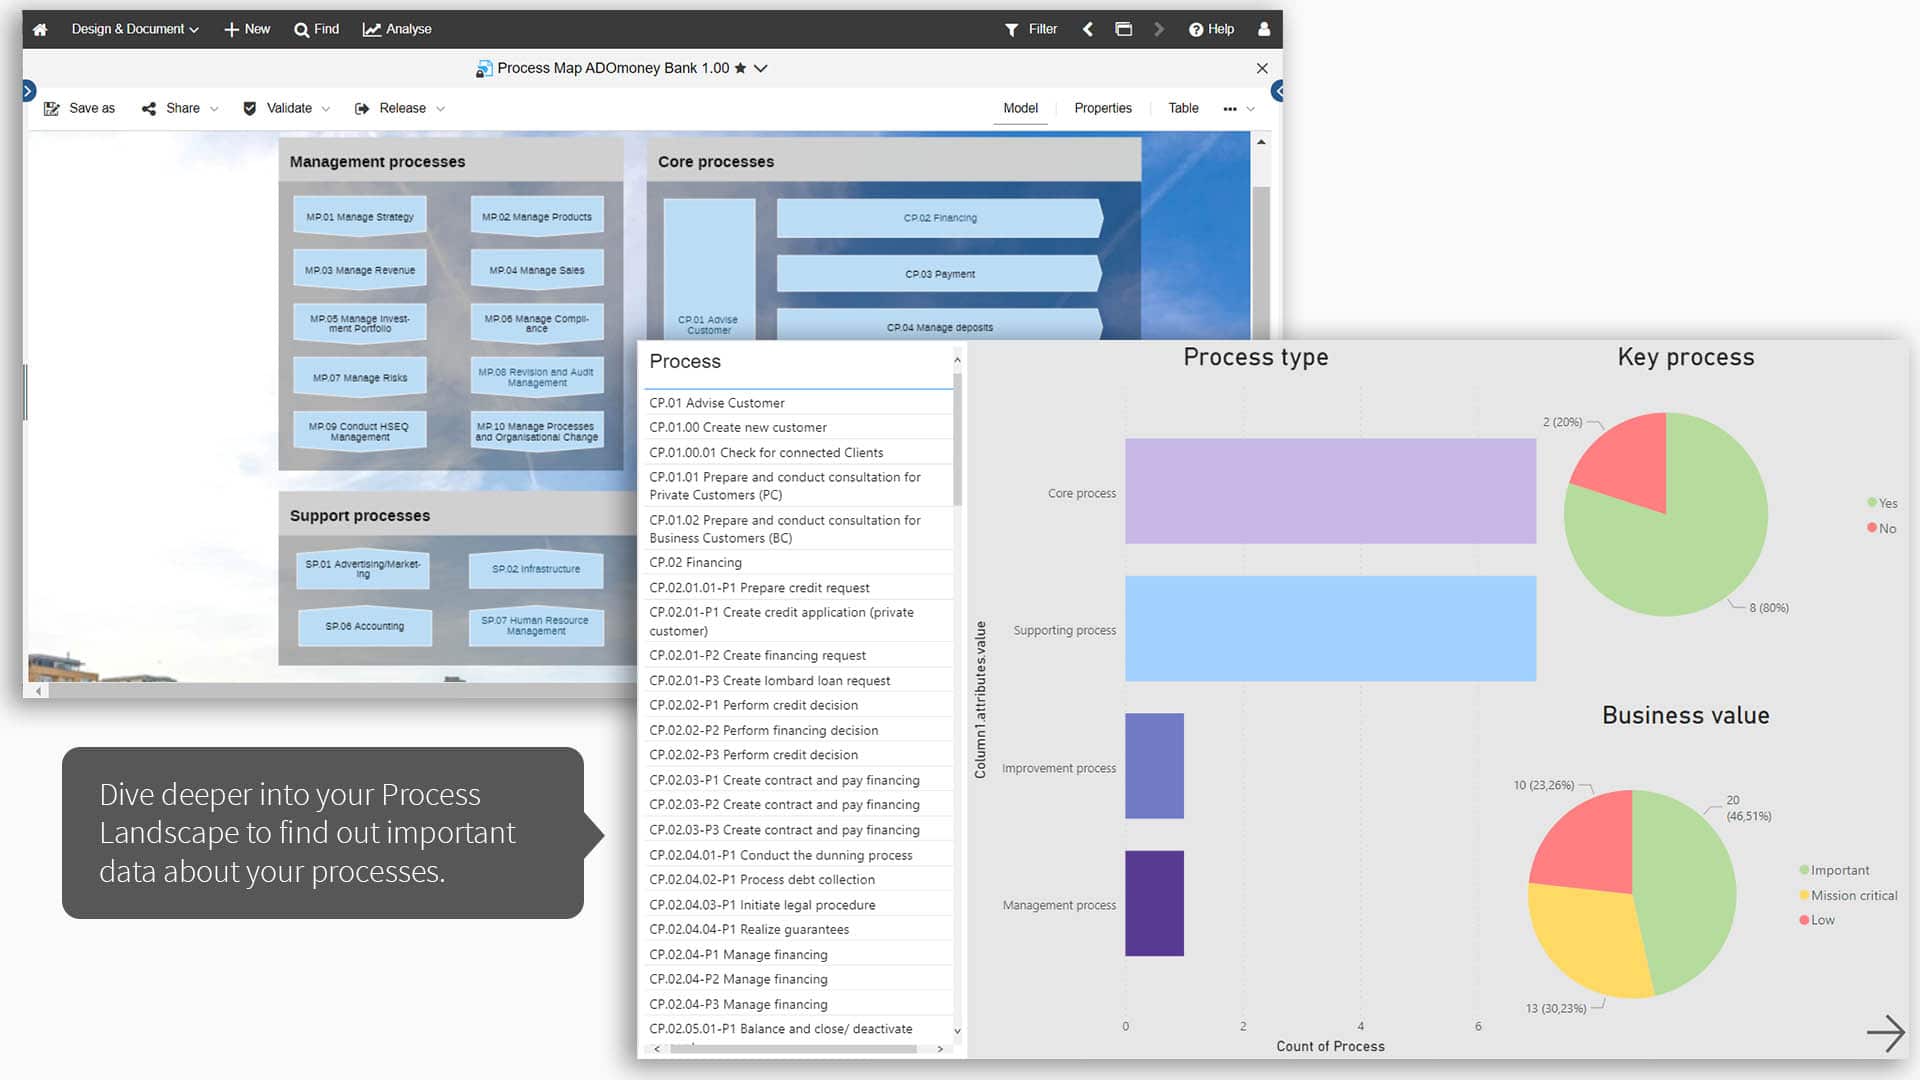 Design & Document
New
Find
Analyse
Filter
Help
Process Map ADOmoney Bank 1.00
Save as
Share
Validate
Release
Model
Properties
Table
Management processes
MP.01 Manage Strategy
MP.02 Manage Products
MP.03 Manage Revenue
MP.04 Manage Sales
MP.05 Manage Invest-
ment Portfolio
MP.06 Manage Compli-
ance
MP.07 Manage Risks
MP.08 Revision and Audit
Management
MP.09 Conduct HSEQ
Management
MP.10 Manage Processes
and Organisational Change
Core processes
CP.01 Advise
Customer
CP.02 Financing
CP.03 Payment
CP.04 Manage deposits
Support processes
SP.01 Advertising/Market-
ing
SP.02 Infrastructure
SP.06 Accounting
SP.07 Human Resource
Management
Dive deeper into your Process
Landscape to find out important
data about your processes.
Process
CP.01 Advise Customer
CP.01.00 Create new customer
CP.01.00.01 Check for connected Clients
CP.01.01 Prepare and conduct consultation for
Private Customers (PC)
CP.01.02 Prepare and conduct consultation for
Business Customers (BC)
CP.02 Financing
CP.02.01.01-P1 Prepare credit request
CP.02.01-P1 Create credit application (private
customer)
CP.02.01-P2 Create financing request
CP.02.01-P3 Create lombard loan request
CP.02.02-P1 Perform credit decision
CP.02.02-P2 Perform financing decision
CP.02.02-P3 Perform credit decision
CP.02.03-P1 Create contract and pay financing
CP.02.03-P2 Create contract and pay financing
CP.02.03-P3 Create contract and pay financing
CP.02.04.01-P1 Conduct the dunning process
CP.02.04.02-P1 Process debt collection
CP.02.04.03-P1 Initiate legal procedure
CP.02.04.04-P1 Realize guarantees
CP.02.04-P1 Manage financing
CP.02.04-P2 Manage financing
CP.02.04-P3 Manage financing
CP.02.05.01-P1 Balance and close/ deactivate
Process type
Column1.attributes.value
Core process
Supporting process
Improvement process
Management process
0
2
4
6
Count of Process
Key process
2 (20%)
8 (80%)
Yes
No
Business value
10 (23,26%)
20
(46,51%)
13 (30,23%)
Important
Mission critical
Low